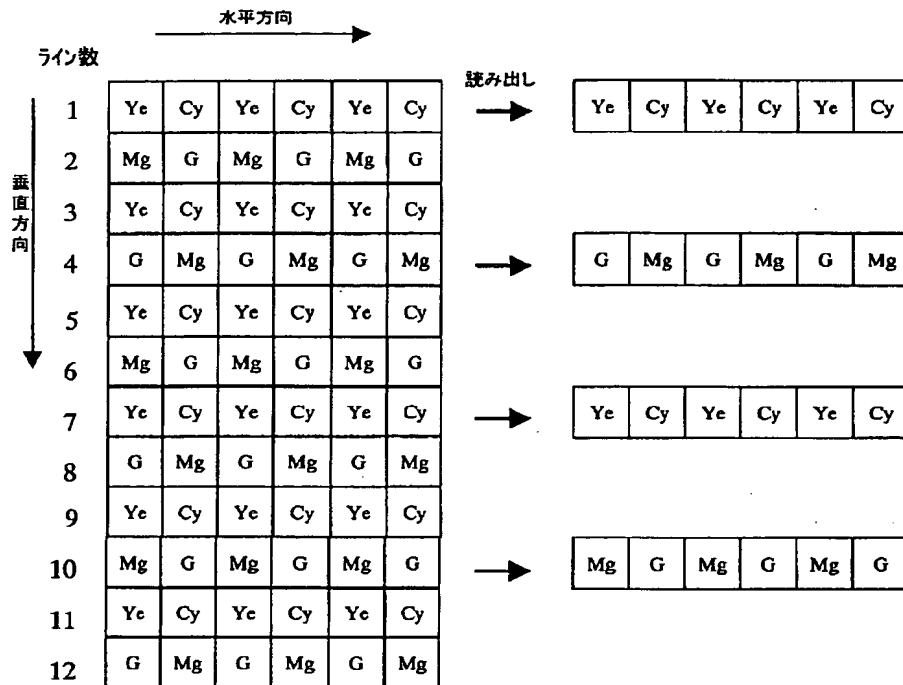 水平方向
ライン数
垂直方向
読み出し
1 Ye Cy Ye Cy Ye Cy Ye Cy Ye Cy Ye Cy
2 Mg G Mg G Mg G
3 Ye Cy Ye Cy Ye Cy
4 G Mg G Mg G Mg G Mg G Mg G Mg
5 Ye Cy Ye Cy Ye Cy
6 Mg G Mg G Mg G
7 Ye Cy Ye Cy Ye Cy Ye Cy Ye Cy Ye Cy
8 G Mg G Mg G Mg
9 Ye Cy Ye Cy Ye Cy
10 Mg G Mg G Mg G Mg G Mg G Mg G
11 Ye Cy Ye Cy Ye Cy
12 G Mg G Mg G Mg